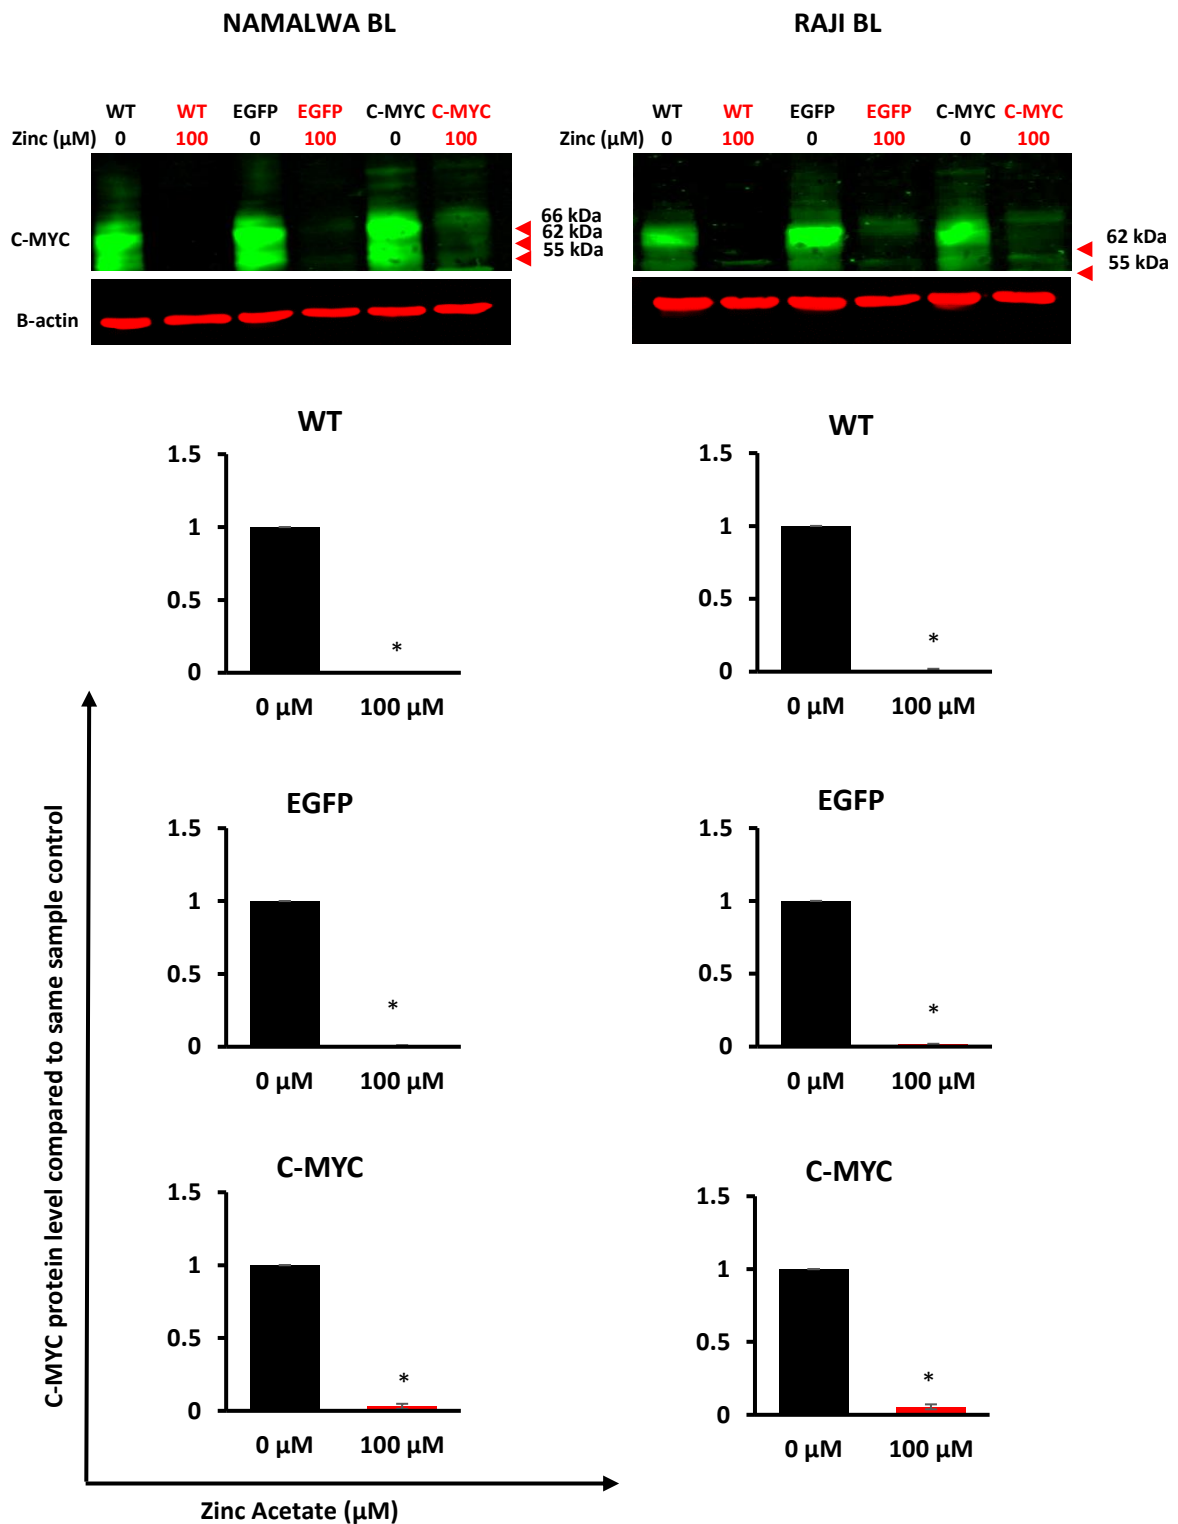 NAMALWA BL
RAJI BL
WT WT EGFP EGFP C-MYC C-MYC
Zinc (µM) 0 100 0 100 0 100
WT WT EGFP EGFP C-MYC C-MYC
Zinc (µM) 0 100 0 100 0 100
C-MYC
66 kDa
62 kDa
55 kDa
62 kDa
55 kDa
B-actin
WT
1.5
1
0.5
0
*
0 µM 100 µM
WT
1.5
1
0.5
0
*
0 µM 100 µM
C-MYC protein level compared to same sample control
EGFP
1.5
1
0.5
0
*
0 µM 100 µM
EGFP
1.5
1
0.5
0
*
0 µM 100 µM
C-MYC
1.5
1
0.5
0
*
0 µM 100 µM
C-MYC
1.5
1
0.5
0
*
0 µM 100 µM
Zinc Acetate (µM)